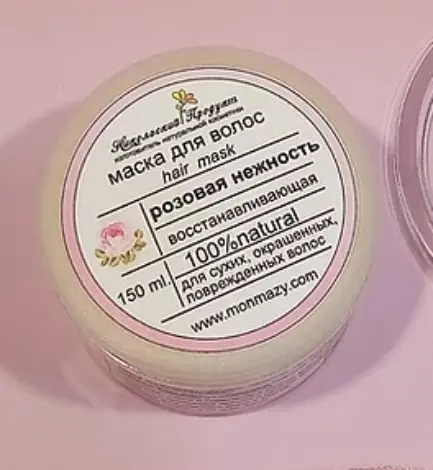 Никольский Продукт
изготовитель натуральной косметики
маска для волос
hair mask
розовая нежность
восстанавливающая
100%natural
150 ml.
для сухих, окрашенных,
поврежденных волос
www.monmazy.com